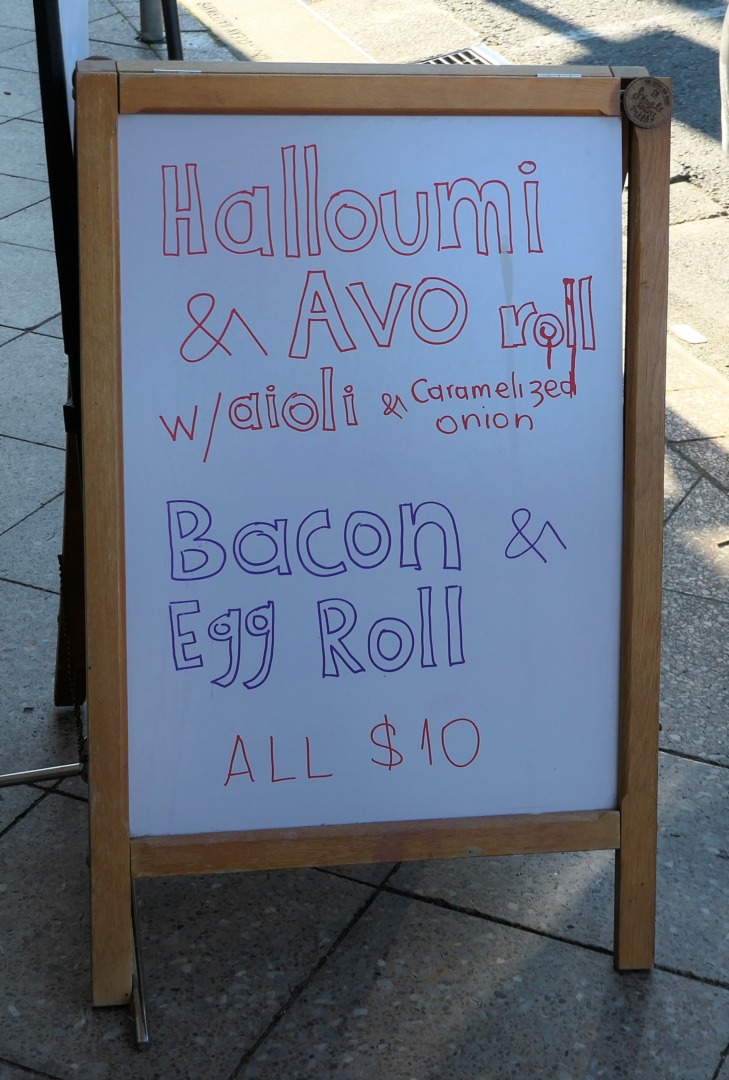 Halloumi
& AVO roll
w/aioli & Caramelized
onion
Bacon &
Egg Roll
ALL $10